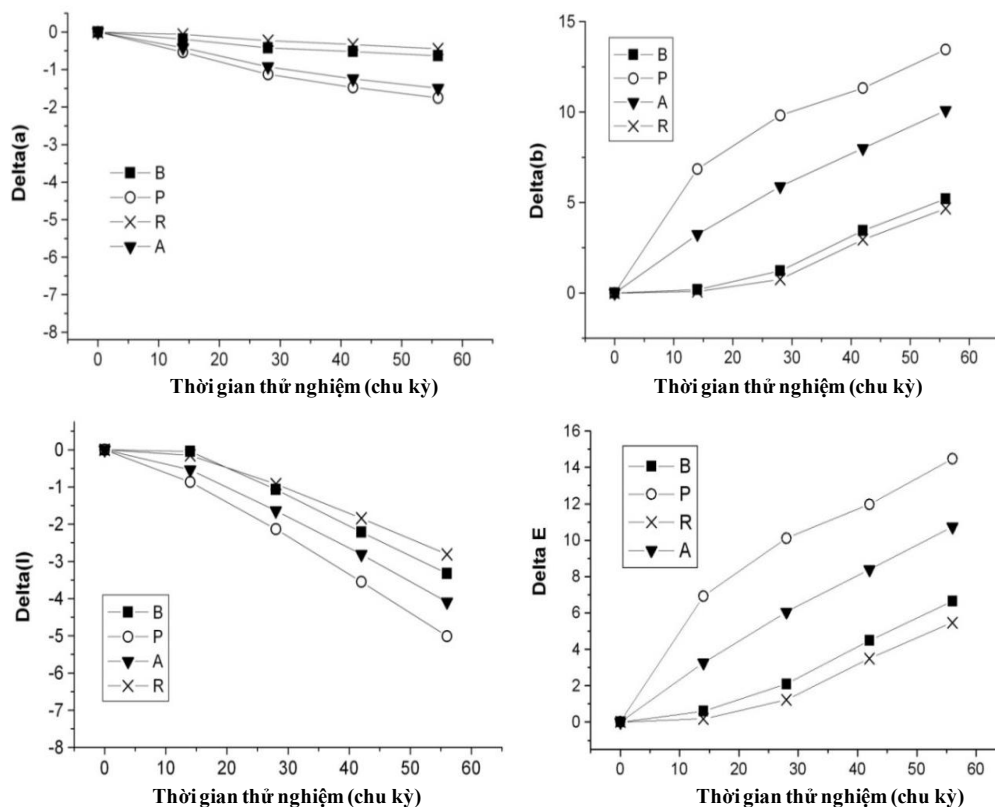 Delta(a)
0
-1
-2
-3
-4
-5
-6
-7
-8
B
P
R
A
0
10
20
30
40
50
60
Thời gian thử nghiệm (chu kỳ)
Delta(b)
15
10
5
0
B
P
A
R
0
10
20
30
40
50
60
Thời gian thử nghiệm (chu kỳ)
Delta(l)
0
-1
-2
-3
-4
-5
-6
-7
-8
B
P
A
R
0
10
20
30
40
50
60
Thời gian thử nghiệm (chu kỳ)
Delta E
16
14
12
10
8
6
4
2
0
B
P
R
A
0
10
20
30
40
50
60
Thời gian thử nghiệm (chu kỳ)